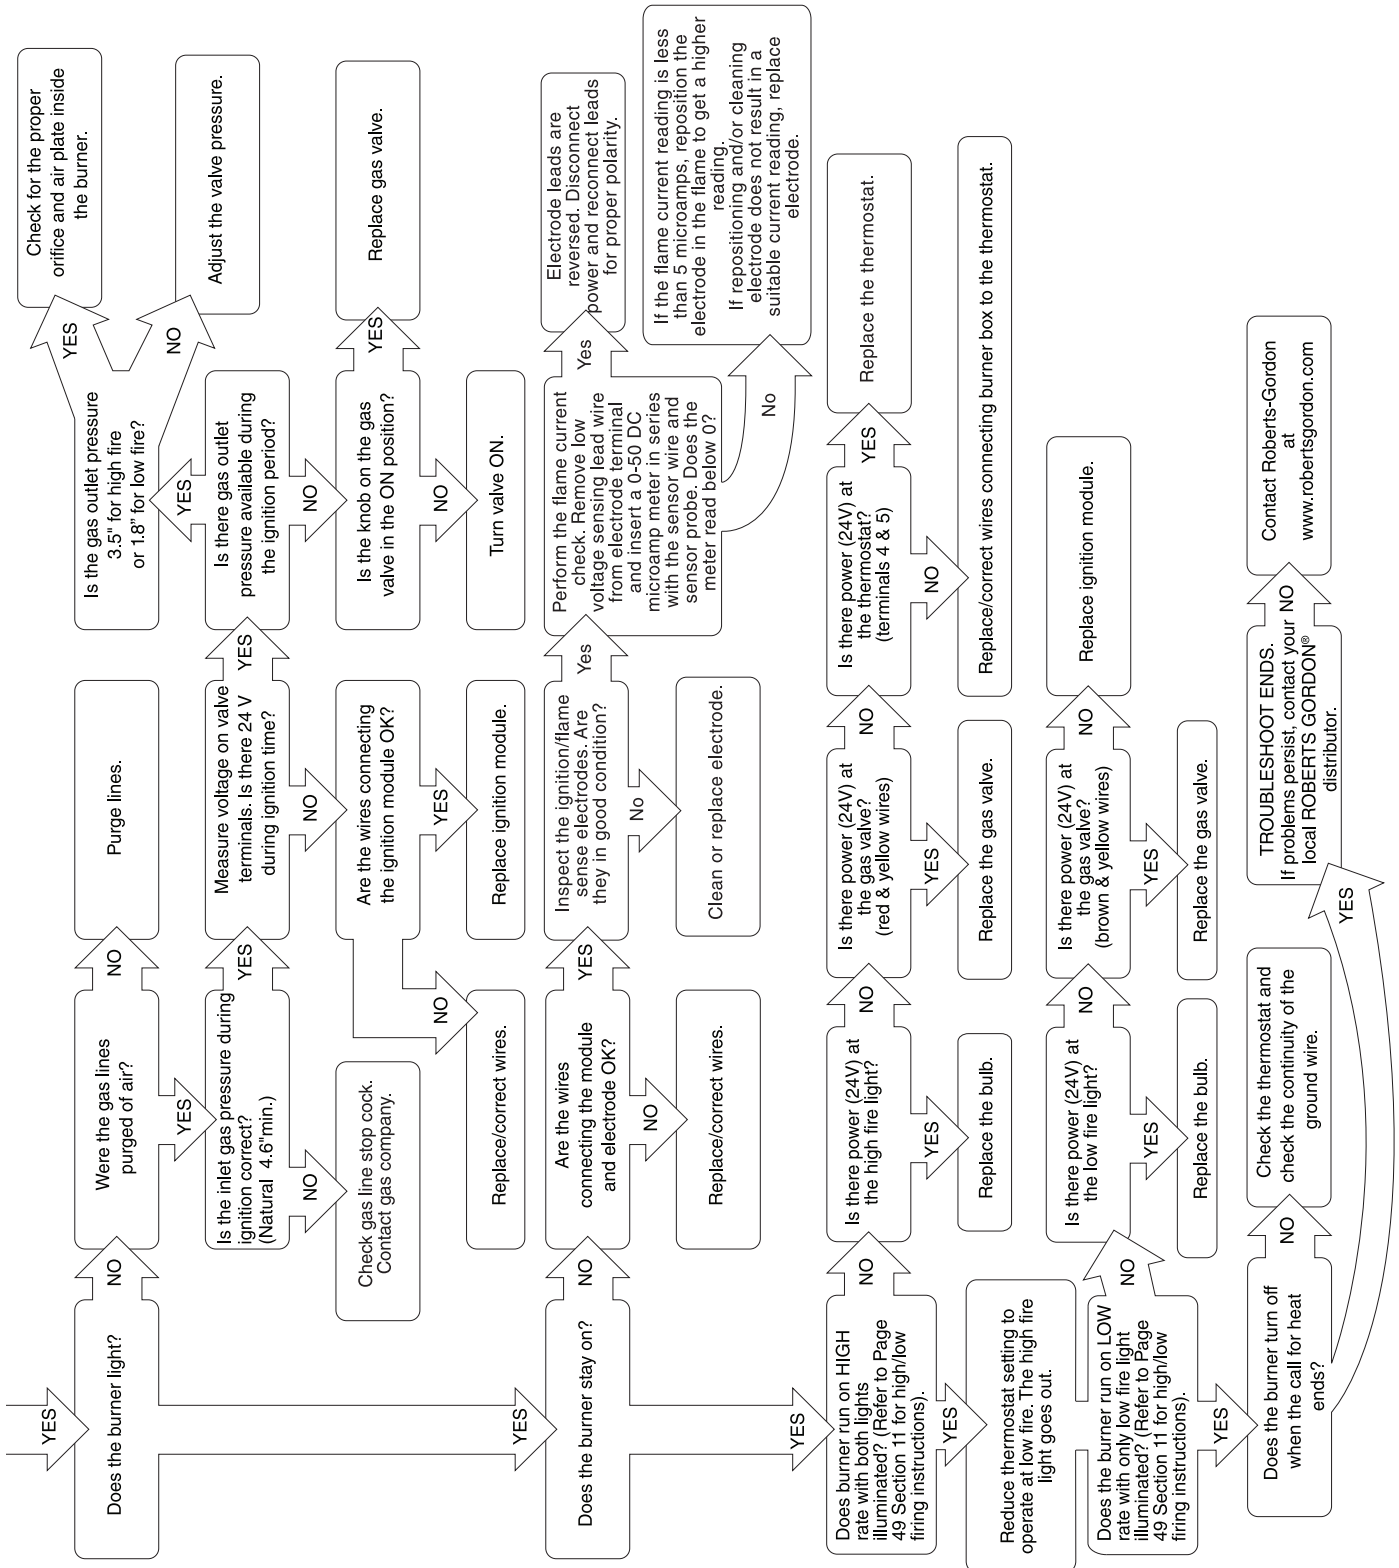 YES
Does the burner light?
NO
Were the gas lines
purged of air?
NO
Purge lines.
YES
Is the inlet gas pressure during
ignition correct?
(Natural 4.6"min.)
NO
Check gas line stop cock.
Contact gas company.
YES
Measure voltage on valve
terminals. Is there 24 V
during ignition time?
NO
Are the wires connecting
the ignition module OK?
NO
Replace/correct wires.
YES
Replace ignition module.
YES
Is there gas outlet
pressure available during
the ignition period?
YES
Is the gas outlet pressure
3.5" for high fire
or 1.8” for low fire?
YES
Check for the proper
orifice and air plate inside
the burner.
NO
Adjust the valve pressure.
NO
Is the knob on the gas
valve in the ON position?
YES
Replace gas valve.
NO
Turn valve ON.
YES
Does the burner stay on?
NO
Are the wires
connecting the module
and electrode OK?
NO
Replace/correct wires.
YES
Inspect the ignition/flame
sense electrodes. Are
they in good condition?
No
Clean or replace electrode.
Yes
Perform the flame current
check. Remove low
voltage sensing lead wire
from electrode terminal
and insert a 0-50 DC
microamp meter in series
with the sensor wire and
sensor probe. Does the
meter read below 0?
Yes
Electrode leads are
reversed. Disconnect
power and reconnect leads
for proper polarity.
No
If the flame current reading is less
than 5 microamps, reposition the
electrode in the flame to get a higher
reading.
If repositioning and/or cleaning
electrode does not result in a
suitable current reading, replace
electrode.
YES
Does burner run on HIGH
rate with both lights
illuminated? (Refer to Page
49 Section 11 for high/low
firing instructions).
NO
Is there power (24V) at
the high fire light?
YES
Replace the bulb.
NO
Is there power (24V) at
the gas valve?
(red & yellow wires)
YES
Replace the gas valve.
NO
Is there power (24V) at
the thermostat?
(terminals 4 & 5)
YES
Replace the thermostat.
NO
Replace/correct wires connecting burner box to the thermostat.
YES
Reduce thermostat setting to
operate at low fire. The high fire
light goes out.
Does the burner run on LOW
rate with only low fire light
illuminated? (Refer to Page
49 Section 11 for high/low
firing instructions).
NO
Is there power (24V) at
the low fire light?
YES
Replace the bulb.
NO
Is there power (24V) at
the gas valve?
(brown & yellow wires)
YES
Replace the gas valve.
NO
Replace ignition module.
YES
Does the burner turn off
when the call for heat
ends?
NO
Check the thermostat and
check the continuity of the
ground wire.
YES
TROUBLESHOOT ENDS.
If problems persist, contact your
local ROBERTS GORDON®
distributor.
NO
Contact Roberts-Gordon
at
www.robertsgordon.com